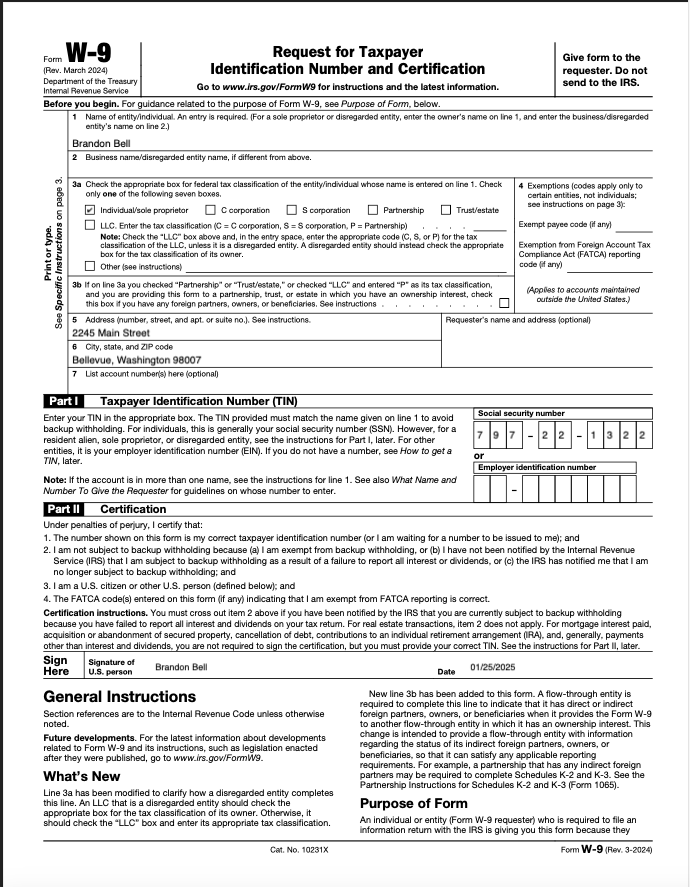 Form W-9
(Rev. March 2024)
Department of the Treasury
Internal Revenue Service
Request for Taxpayer
Identification Number and Certification
Go to www.irs.gov/FormW9 for instructions and the latest information.
Give form to the
requester. Do not
send to the IRS.
Before you begin. For guidance related to the purpose of Form W-9, see Purpose of Form, below.
Print or type.
See Specific Instructions on page 3.
1 Name of entity/individual. An entry is required. (For a sole proprietor or disregarded entity, enter the owner's name on line 1, and enter the business/disregarded
entity's name on line 2.)
Brandon Bell
2 Business name/disregarded entity name, if different from above.
3a Check the appropriate box for federal tax classification of the entity/individual whose name is entered on line 1. Check
only one of the following seven boxes.
✔ Individual/sole proprietor C corporation S corporation Partnership Trust/estate
LLC. Enter the tax classification (C = C corporation, S = S corporation, P = Partnership) . . . .
Note: Check the “LLC” box above and, in the entry space, enter the appropriate code (C, S, or P) for the tax
classification of the LLC, unless it is a disregarded entity. A disregarded entity should instead check the appropriate
box for the tax classification of its owner.
Other (see instructions)
3b If on line 3a you checked “Partnership” or “Trust/estate,” or checked “LLC” and entered “P” as its tax classification,
and you are providing this form to a partnership, trust, or estate in which you have an ownership interest, check
this box if you have any foreign partners, owners, or beneficiaries. See instructions . . . . . . . . .
4 Exemptions (codes apply only to
certain entities, not individuals;
see instructions on page 3):
Exempt payee code (if any)
Exemption from Foreign Account Tax
Compliance Act (FATCA) reporting
code (if any)
(Applies to accounts maintained
outside the United States.)
5 Address (number, street, and apt. or suite no.). See instructions.
2245 Main Street
6 City, state, and ZIP code
Bellevue, Washington 98007
Requester's name and address (optional)
7 List account number(s) here (optional)
Part I Taxpayer Identification Number (TIN)
Enter your TIN in the appropriate box. The TIN provided must match the name given on line 1 to avoid
backup withholding. For individuals, this is generally your social security number (SSN). However, for a
resident alien, sole proprietor, or disregarded entity, see the instructions for Part I, later. For other
entities, it is your employer identification number (EIN). If you do not have a number, see How to get a
TIN, later.
Note: If the account is in more than one name, see the instructions for line 1. See also What Name and
Number To Give the Requester for guidelines on whose number to enter.
Social security number
7 9 7 – 2 2 – 1 3 2 2
or
Employer identification number
–
Part II Certification
Under penalties of perjury, I certify that:
1. The number shown on this form is my correct taxpayer identification number (or I am waiting for a number to be issued to me); and
2. I am not subject to backup withholding because (a) I am exempt from backup withholding, or (b) I have not been notified by the Internal Revenue
Service (IRS) that I am subject to backup withholding as a result of a failure to report all interest or dividends, or (c) the IRS has notified me that I am
no longer subject to backup withholding; and
3. I am a U.S. citizen or other U.S. person (defined below); and
4. The FATCA code(s) entered on this form (if any) indicating that I am exempt from FATCA reporting is correct.
Certification instructions. You must cross out item 2 above if you have been notified by the IRS that you are currently subject to backup withholding
because you have failed to report all interest and dividends on your tax return. For real estate transactions, item 2 does not apply. For mortgage interest paid,
acquisition or abandonment of secured property, cancellation of debt, contributions to an individual retirement arrangement (IRA), and, generally, payments
other than interest and dividends, you are not required to sign the certification, but you must provide your correct TIN. See the instructions for Part II, later.
Sign
Here
Signature of
U.S. person
Brandon Bell
Date
01/25/2025
General Instructions
Section references are to the Internal Revenue Code unless otherwise
noted.
Future developments. For the latest information about developments
related to Form W-9 and its instructions, such as legislation enacted
after they were published, go to www.irs.gov/FormW9.
What's New
Line 3a has been modified to clarify how a disregarded entity completes
this line. An LLC that is a disregarded entity should check the
appropriate box for the tax classification of its owner. Otherwise, it
should check the “LLC” box and enter its appropriate tax classification.
New line 3b has been added to this form. A flow-through entity is
required to complete this line to indicate that it has direct or indirect
foreign partners, owners, or beneficiaries when it provides the Form W-9
to another flow-through entity in which it has an ownership interest. This
change is intended to provide a flow-through entity with information
regarding the status of its indirect foreign partners, owners, or
beneficiaries, so that it can satisfy any applicable reporting
requirements. For example, a partnership that has any indirect foreign
partners may be required to complete Schedules K-2 and K-3. See the
Partnership Instructions for Schedules K-2 and K-3 (Form 1065).
Purpose of Form
An individual or entity (Form W-9 requester) who is required to file an
information return with the IRS is giving you this form because they
Cat. No. 10231X
Form W-9 (Rev. 3-2024)